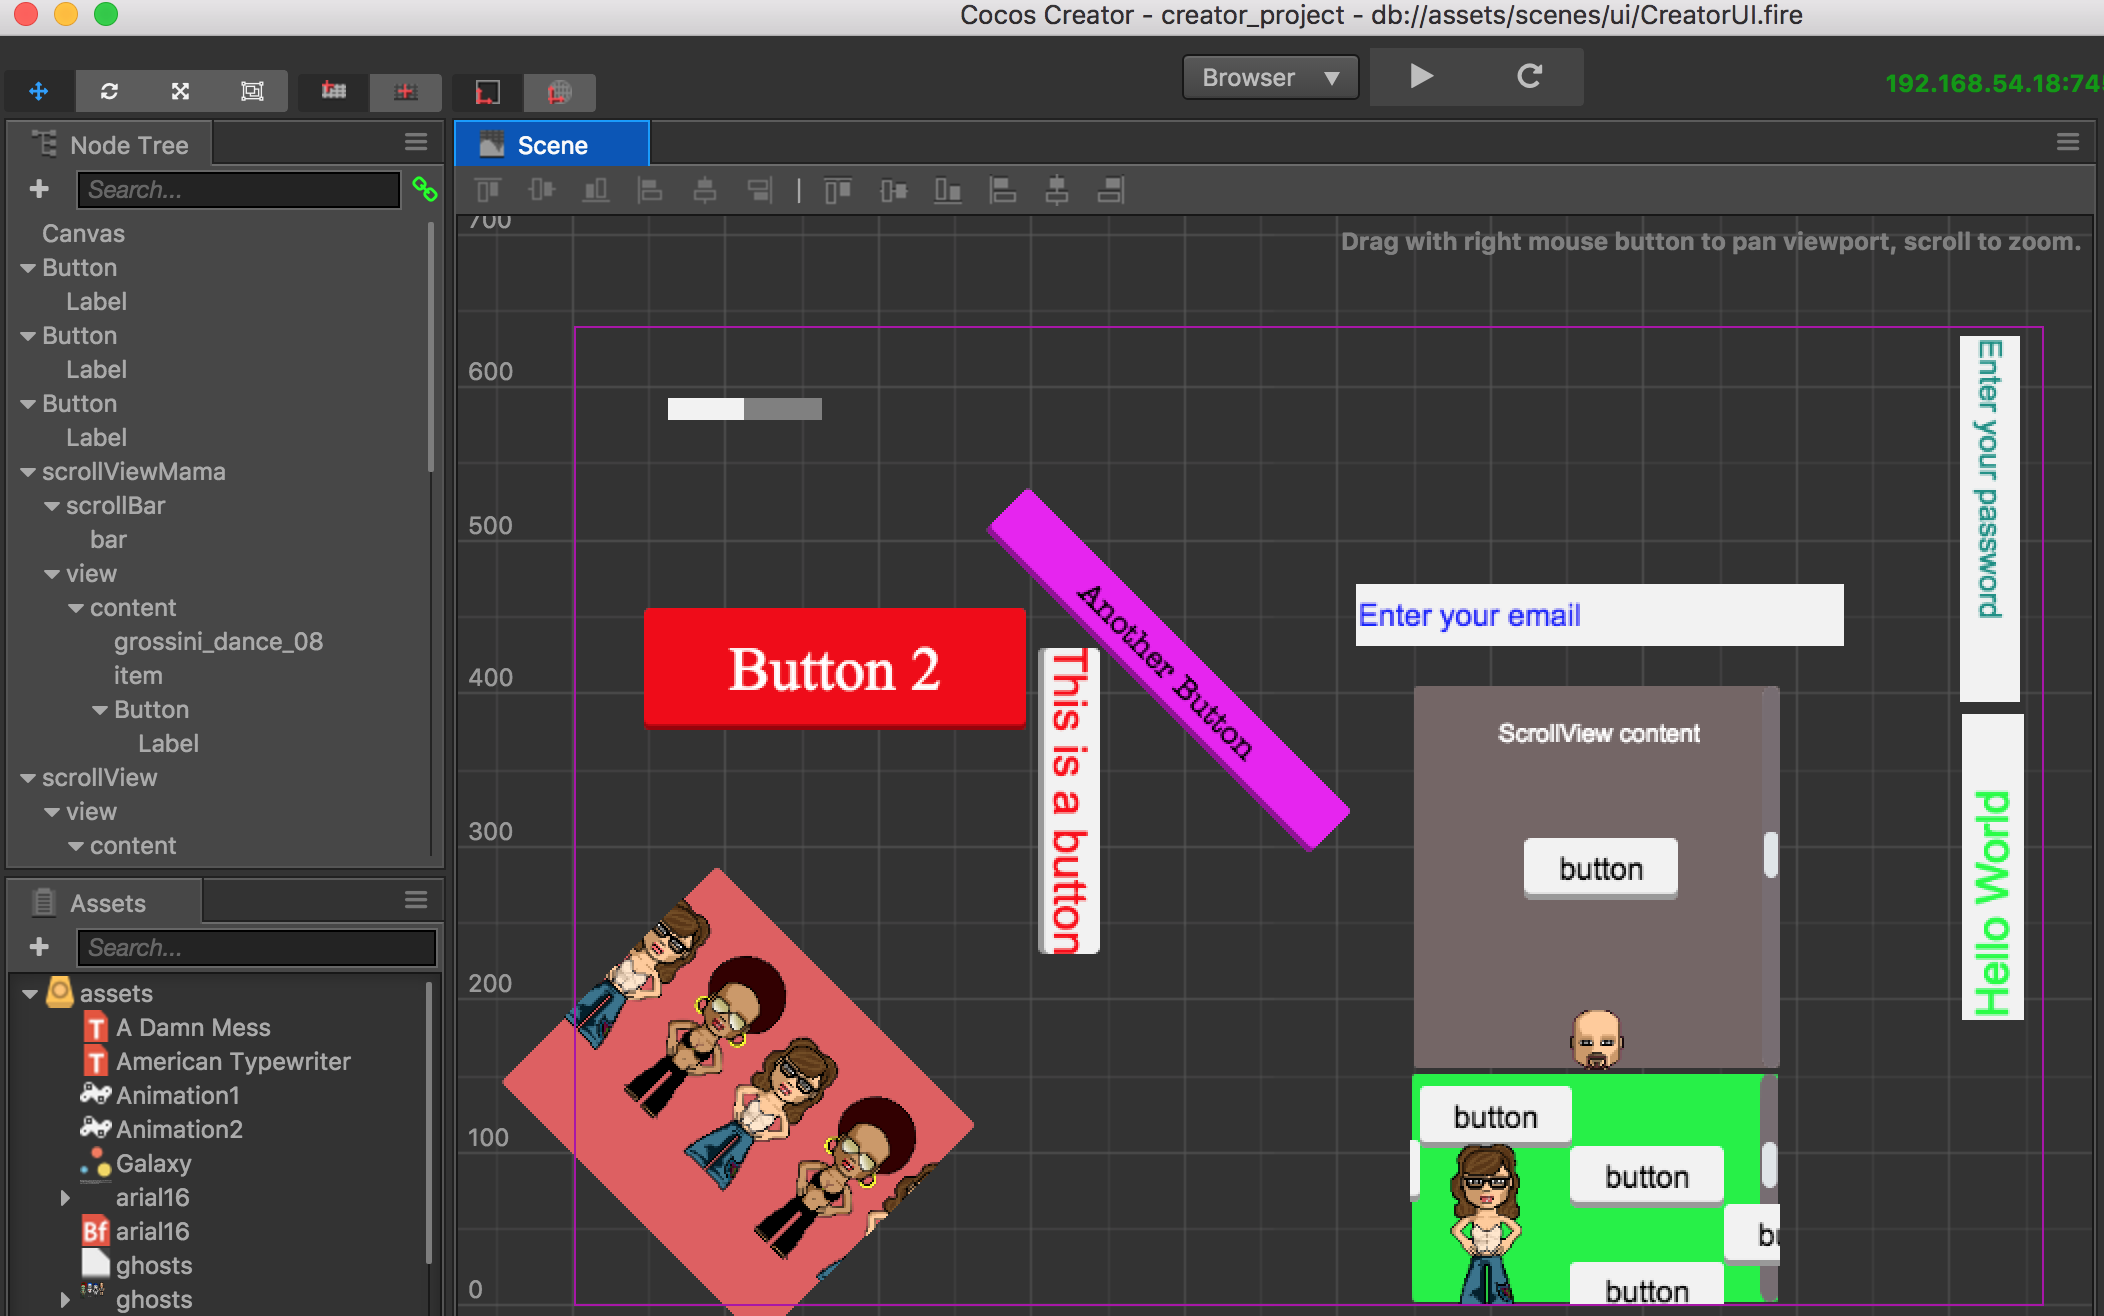 Cocos Creator - creator_project - db://assets/scenes/ui/CreatorUI.fire
Browser
192.168.54.18:74
Node Tree
Search...
Canvas
Button
Label
Button
Label
Button
Label
scrollViewMama
scrollBar
bar
view
content
grossini_dance_08
item
Button
Label
scrollView
view
content
Assets
Search...
assets
A Damn Mess
American Typewriter
Animation1
Animation2
Galaxy
arial16
Bf arial16
ghosts
ghosts
Scene
Drag with right mouse button to pan viewport, scroll to zoom.
700
600
500
400
300
200
100
0
Button 2
This is a button
Another Button
Enter your email
Enter your password
Hello World
ScrollView content
button
button
button
button